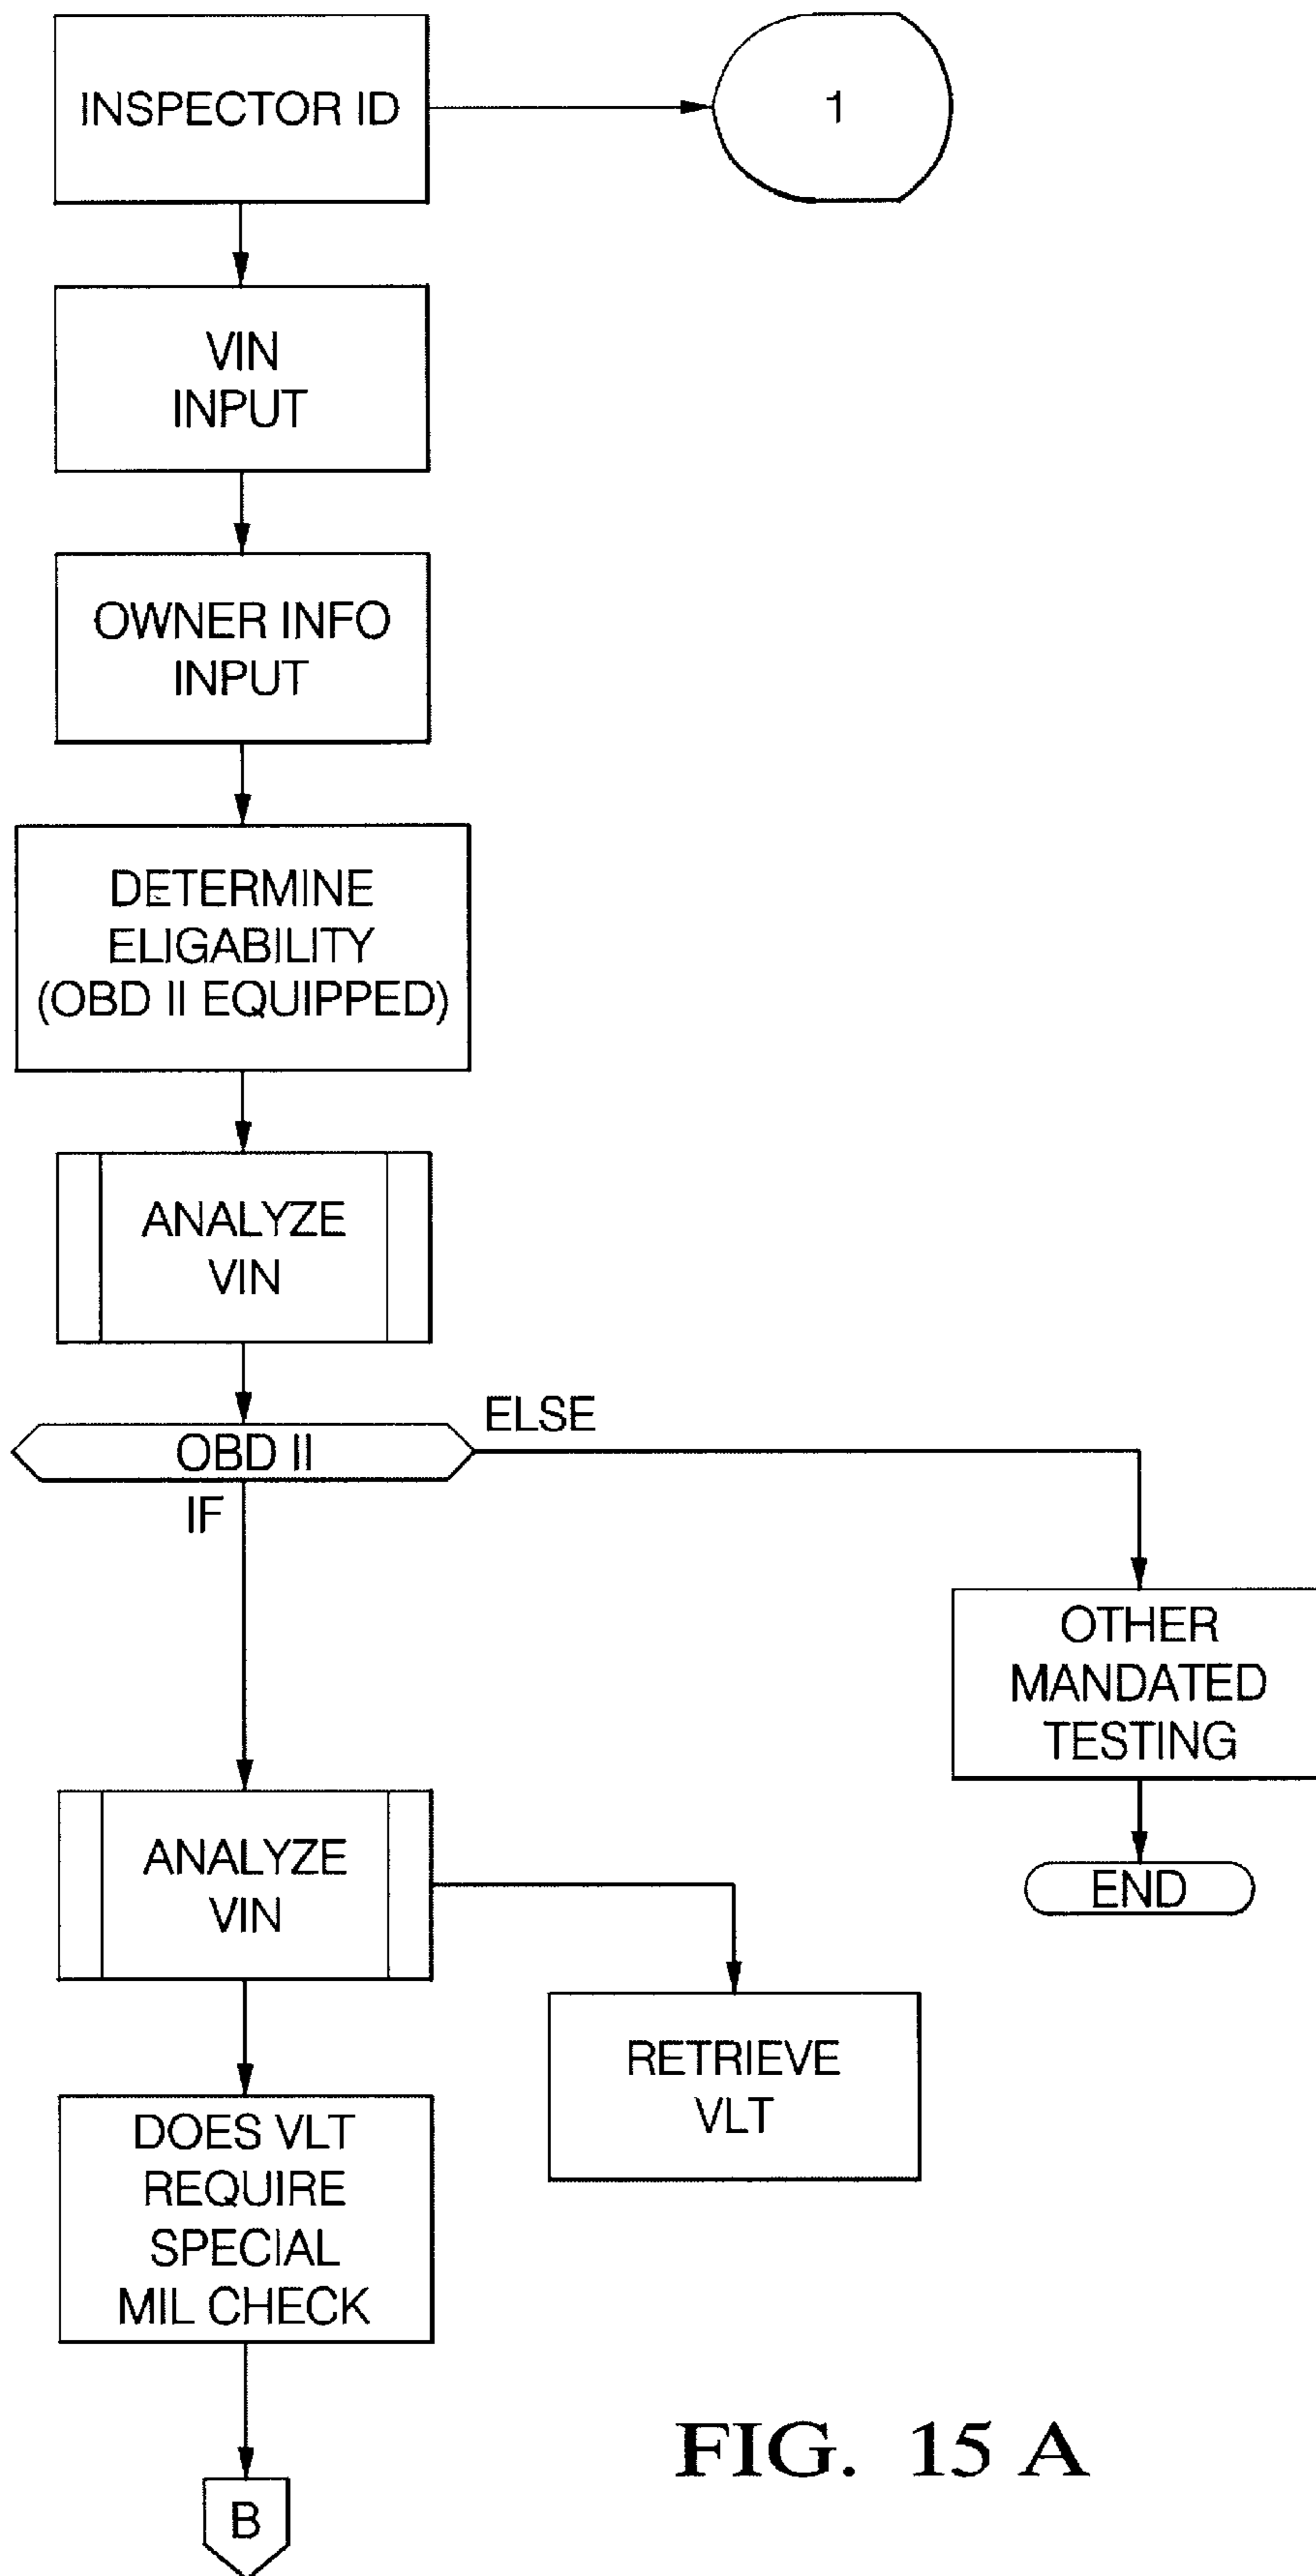 INSPECTOR ID
1
VIN
INPUT
OWNER INFO
INPUT
DETERMINE
ELIGABILITY
(OBD II EQUIPPED)
ANALYZE
VIN
OBD II
ELSE
IF
OTHER
MANDATED
TESTING
END
ANALYZE
VIN
RETRIEVE
VLT
DOES VLT
REQUIRE
SPECIAL
MIL CHECK
B
FIG. 15 A